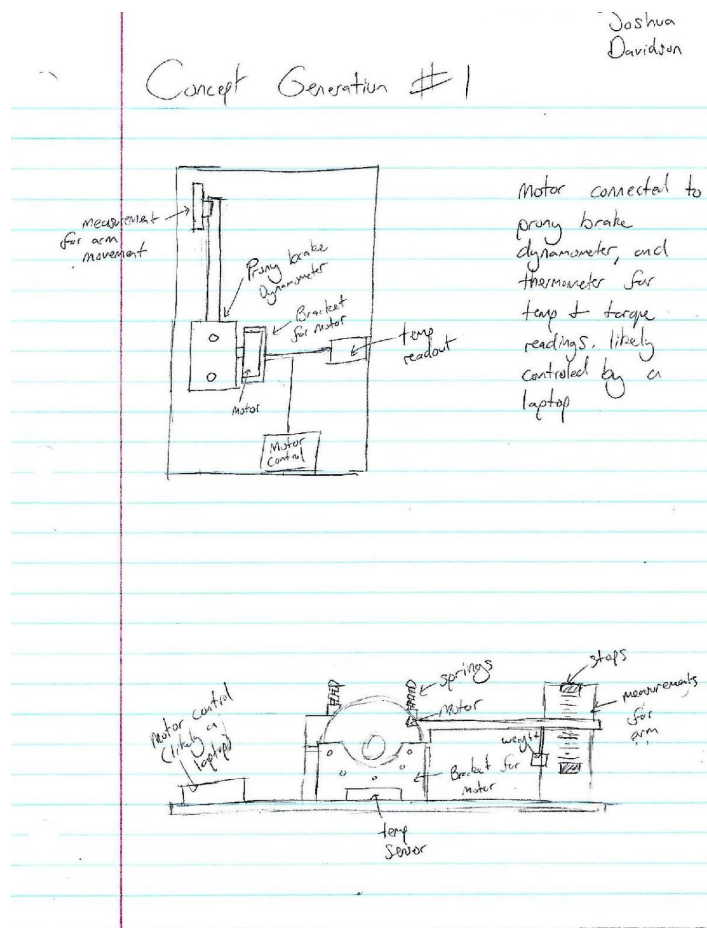 Joshua
Davidson
Concept Generation #1
measurement
for arm
movement
Prony brake
Dynamometer
Bracket
for motor
temp
readout
motor
Motor
Control
Motor connected to
prony brake
dynamometer, and
thermometer for
temp + torque
readings. likely
controled by a
laptop
stops
springs
measurements
for
arm
motor
Motor control
(likely a
laptop)
weight
Bracket for
motor
temp
sensor